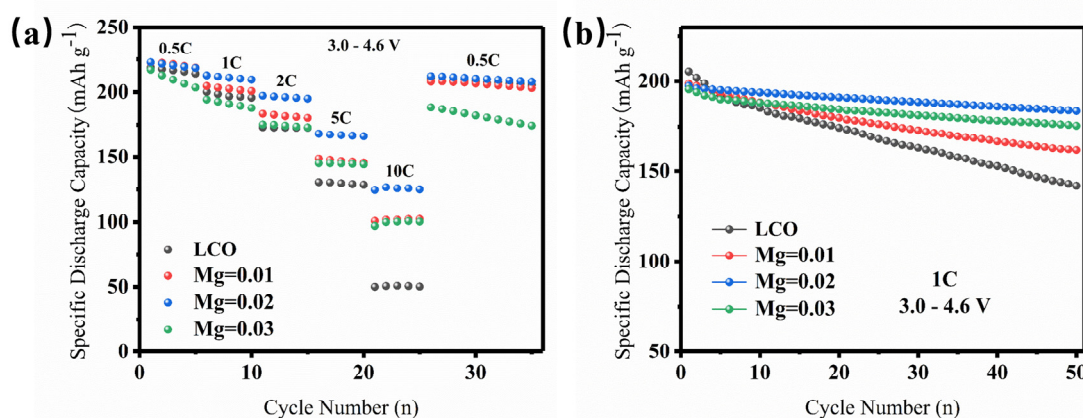 (a)
250
200
150
100
50
0
Specific Discharge Capacity (mAh g⁻¹)
0.5C
1C
2C
5C
10C
3.0 - 4.6 V
0.5C
LCO
Mg=0.01
Mg=0.02
Mg=0.03
0 10 20 30
Cycle Number (n)
(b)
200
150
100
50
Specific Discharge Capacity (mAh g⁻¹)
LCO
Mg=0.01
Mg=0.02
Mg=0.03
1C
3.0 - 4.6 V
0 10 20 30 40 50
Cycle Number (n)